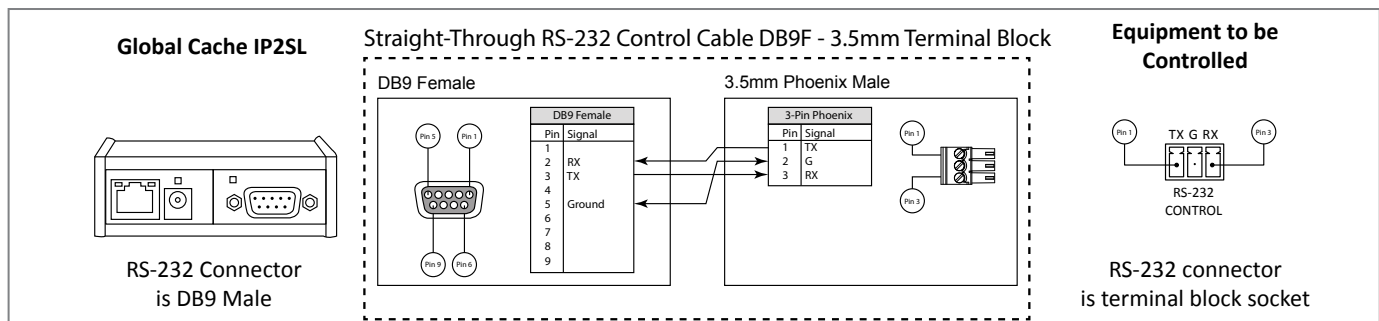 Global Cache IP2SL
RS-232 Connector
is DB9 Male
Straight-Through RS-232 Control Cable DB9F - 3.5mm Terminal Block
DB9 Female
Pin 5
Pin 1
Pin 9
Pin 6
DB9 Female
Pin Signal
1
2 RX
3 TX
4
5 Ground
6
7
8
9
3.5mm Phoenix Male
3-Pin Phoenix
Pin Signal
1 TX
2 G
3 RX
Pin 1
Pin 3
Equipment to be
Controlled
Pin 1
TX G RX
Pin 3
RS-232
CONTROL
RS-232 connector
is terminal block socket